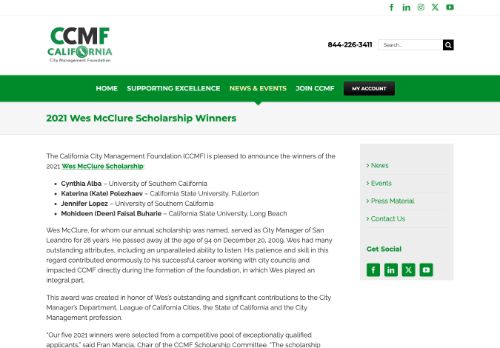 CCMF
CALIFORNIA
City Management Foundation
844-226-3411
Search...
HOME
SUPPORTING EXCELLENCE
NEWS & EVENTS
JOIN CCMF
MY ACCOUNT
2021 Wes McClure Scholarship Winners
The California City Management Foundation (CCMF) is pleased to announce the winners of the
2021 Wes McClure Scholarship:
Cynthia Alba – University of Southern California
Katerina (Kate) Polezhaev – California State University, Fullerton
Jennifer Lopez – University of Southern California
Mohideen (Deen) Faisal Buharie – California State University, Long Beach
Wes McClure, for whom our annual scholarship was named, served as City Manager of San
Leandro for 28 years. He passed away at the age of 94 on December 20, 2009. Wes had many
outstanding attributes, including an unparalleled ability to listen. His patience and skill in this
regard contributed enormously to his successful career working with city councils and
impacted CCMF directly during the formation of the foundation, in which Wes played an
integral part.
This award was created in honor of Wes's outstanding and significant contributions to the City
Manager's Department, League of California Cities, the State of California and the City
Management profession.
"Our five 2021 winners were selected from a competitive pool of exceptionally qualified
applicants," said Fran Mancia, Chair of the CCMF Scholarship Committee. "The scholarship
News
Events
Press Material
Contact Us
Get Social